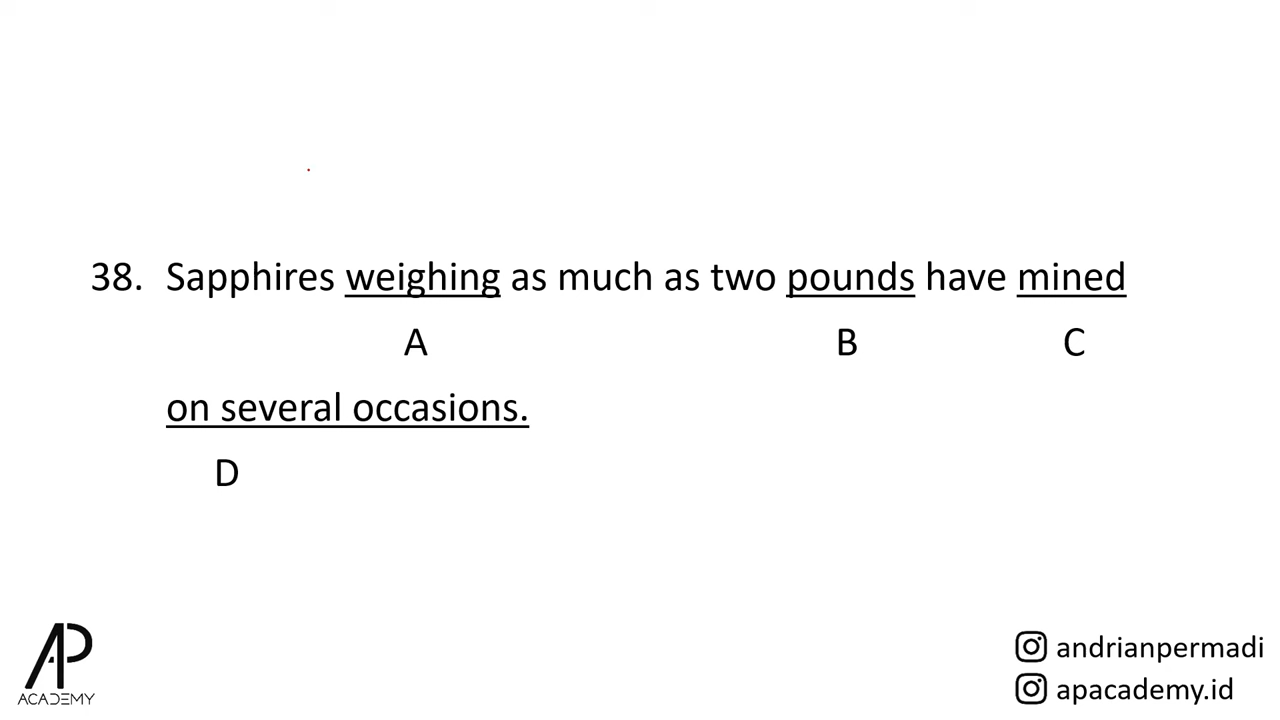 38. Sapphires weighing as much as two pounds have mined
A B C
on several occasions.
D
AP
ACADEMY
andrianpermadi
apacademy.id